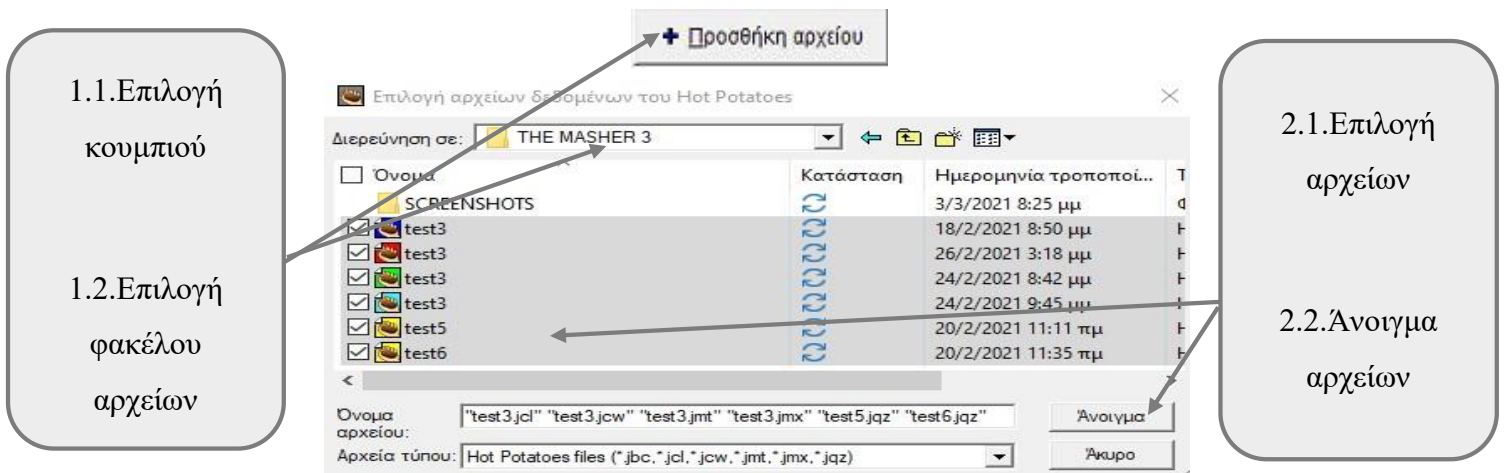 Προσθήκη αρχείου
1.1.Επιλογή
κουμπιού
1.2.Επιλογή
φακέλου
αρχείων
Επιλογή αρχείων δεδομένων του Hot Potatoes
Διερεύνηση σε: THE MASHER 3
Όνομα Κατάσταση Ημερομηνία τροποποί...
SCREENSHOTS 3/3/2021 8:25 μμ
test3 18/2/2021 8:50 μμ
test3 26/2/2021 3:18 μμ
test3 24/2/2021 8:42 μμ
test3 24/2/2021 9:45 μμ
test5 20/2/2021 11:11 πμ
test6 20/2/2021 11:35 πμ
Όνομα
αρχείου: "test3.jcl" "test3.jcw" "test3.jmt" "test3.jmx" "test5.jqz" "test6.jqz" Άνοιγμα
Αρχεία τύπου: Hot Potatoes files (*.jbc,*.jcl,*.jcw,*.jmt,*.jmx,*.jqz) Άκυρο
2.1.Επιλογή
αρχείων
2.2.Άνοιγμα
αρχείων